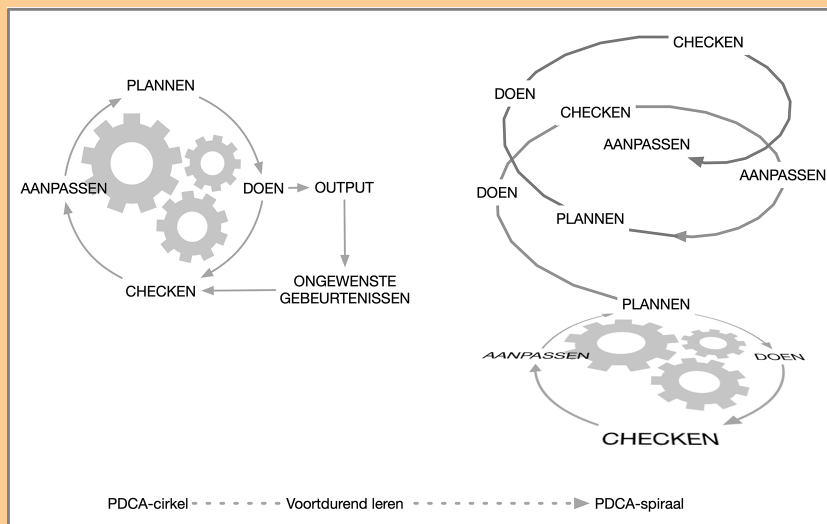 PLANNEN
AANPASSEN
DOEN
OUTPUT
CHECKEN
ONGEWENSTE
GEBEURTENISSEN
CHECKEN
DOEN
CHECKEN
AANPASSEN
AANPASSEN
DOEN
PLANNEN
PLANNEN
AANPASSEN
DOEN
CHECKEN
PDCA-cirkel
Voortdurend leren
PDCA-spiraal